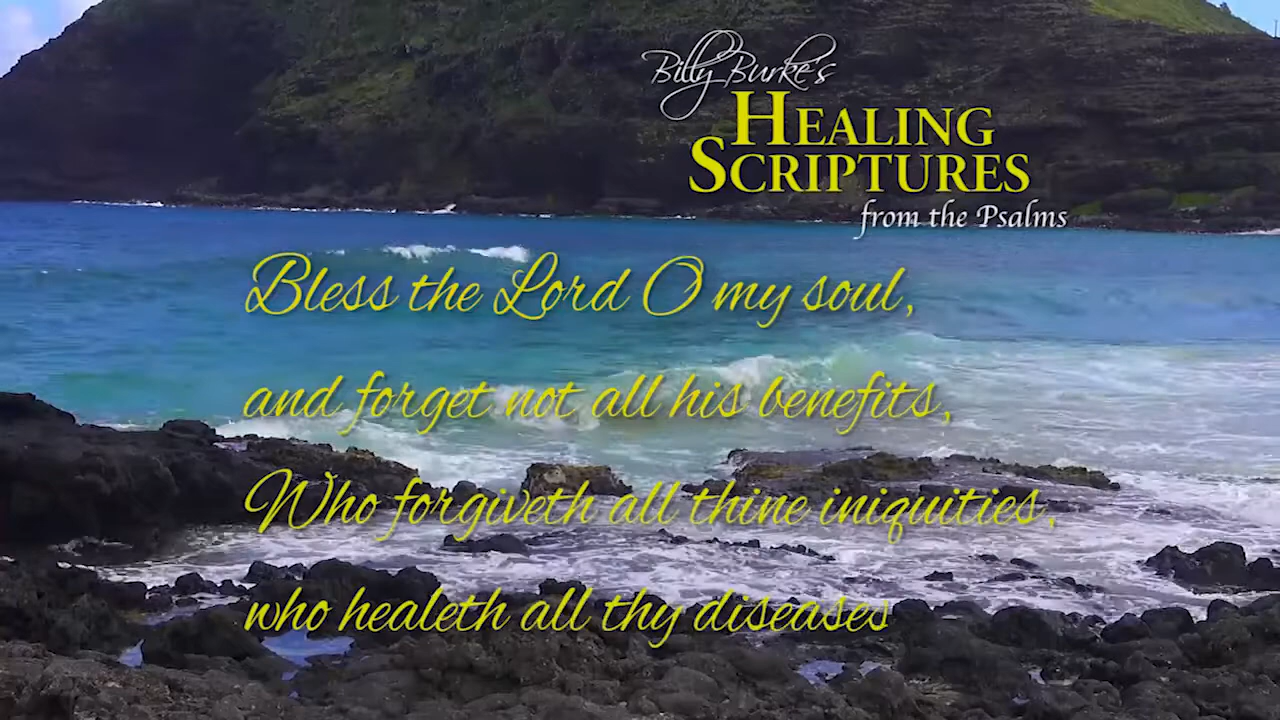 Billy Burke's
HEALING
SCRIPTURES
from the Psalms
Bless the Lord O my soul,
and forget not all his benefits,
Who forgiveth all thine iniquities,
who healeth all thy diseases